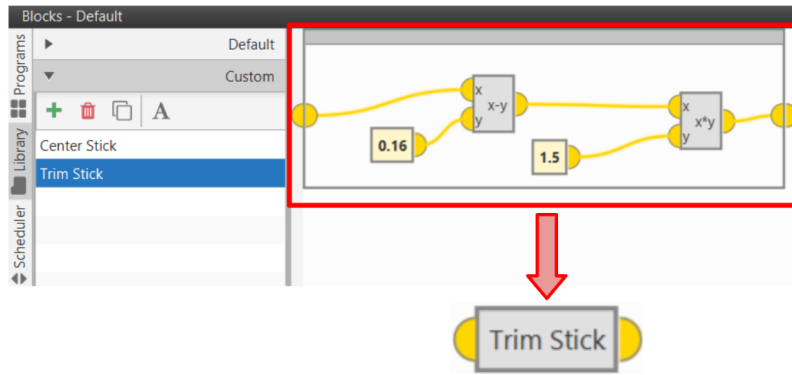 Blocks - Default
Programs
Library
Scheduler
Default
Custom
A
Center Stick
Trim Stick
x
y
x-y
0.16
x
y
x*y
1.5
Trim Stick